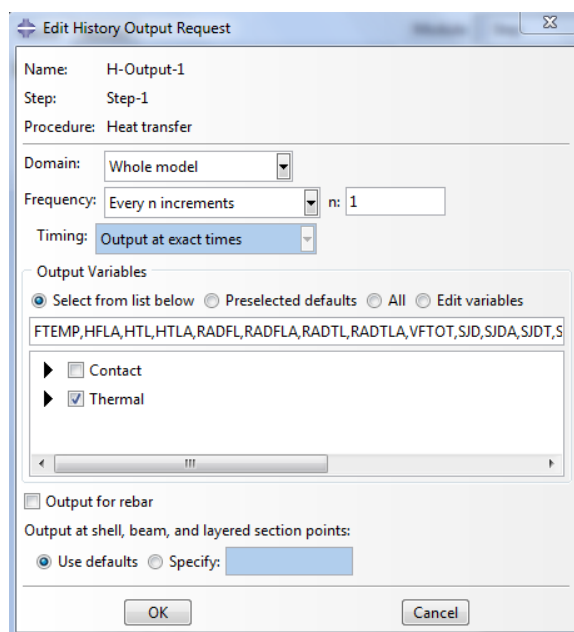 Edit History Output Request
Name: H-Output-1
Step: Step-1
Procedure: Heat transfer
Domain: Whole model
Frequency: Every n increments n: 1
Timing: Output at exact times
Output Variables
Select from list below Preselected defaults All Edit variables
FTEMP,HFLA,HTL,HTLA,RADFL,RADFLA,RADTL,RADTLA,VFTOT,SJD,SJDA,SJDT,S
Contact
Thermal
Output for rebar
Output at shell, beam, and layered section points:
Use defaults Specify:
OK Cancel